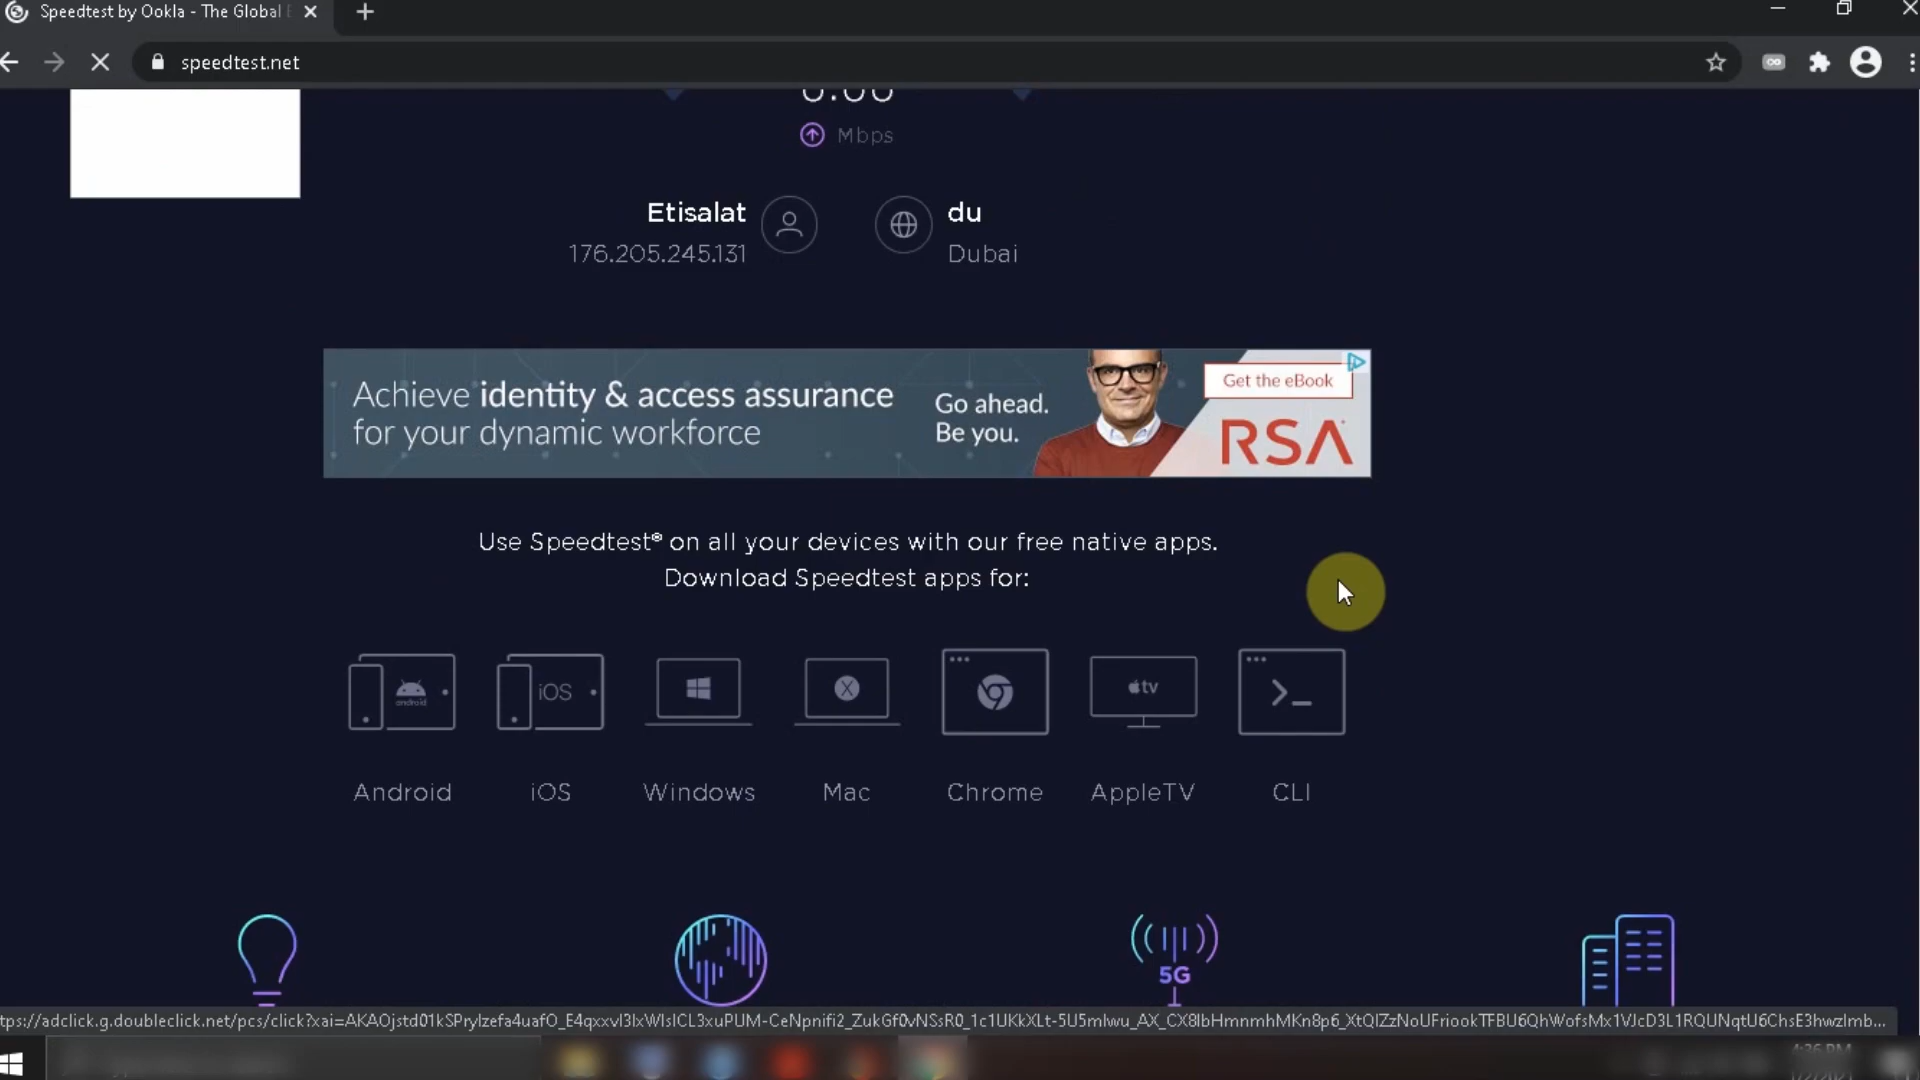 Speedtest by Ookla - The Global
speedtest.net
Mbps
Etisalat
176.205.245.131
du
Dubai
Achieve identity & access assurance
for your dynamic workforce
Go ahead.
Be you.
Get the eBook
RSA
Use Speedtest® on all your devices with our free native apps.
Download Speedtest apps for:
android
iOS
X
tv
Android
iOS
Windows
Mac
Chrome
AppleTV
CLI
5G